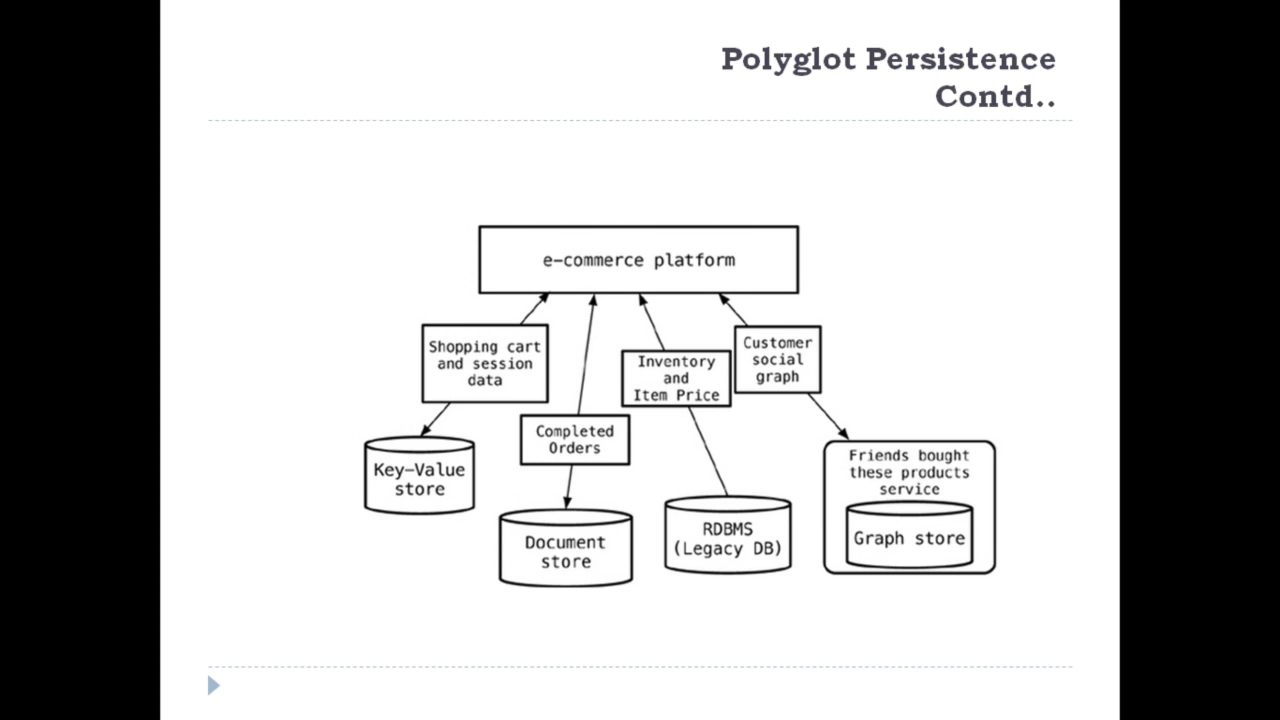 Polyglot Persistence
Contd..
e-commerce platform
Shopping cart
and session
data
Inventory
and
Item Price
Customer
social
graph
Completed
Orders
Key-Value
store
Document
store
RDBMS
(Legacy DB)
Friends bought
these products
service
Graph store